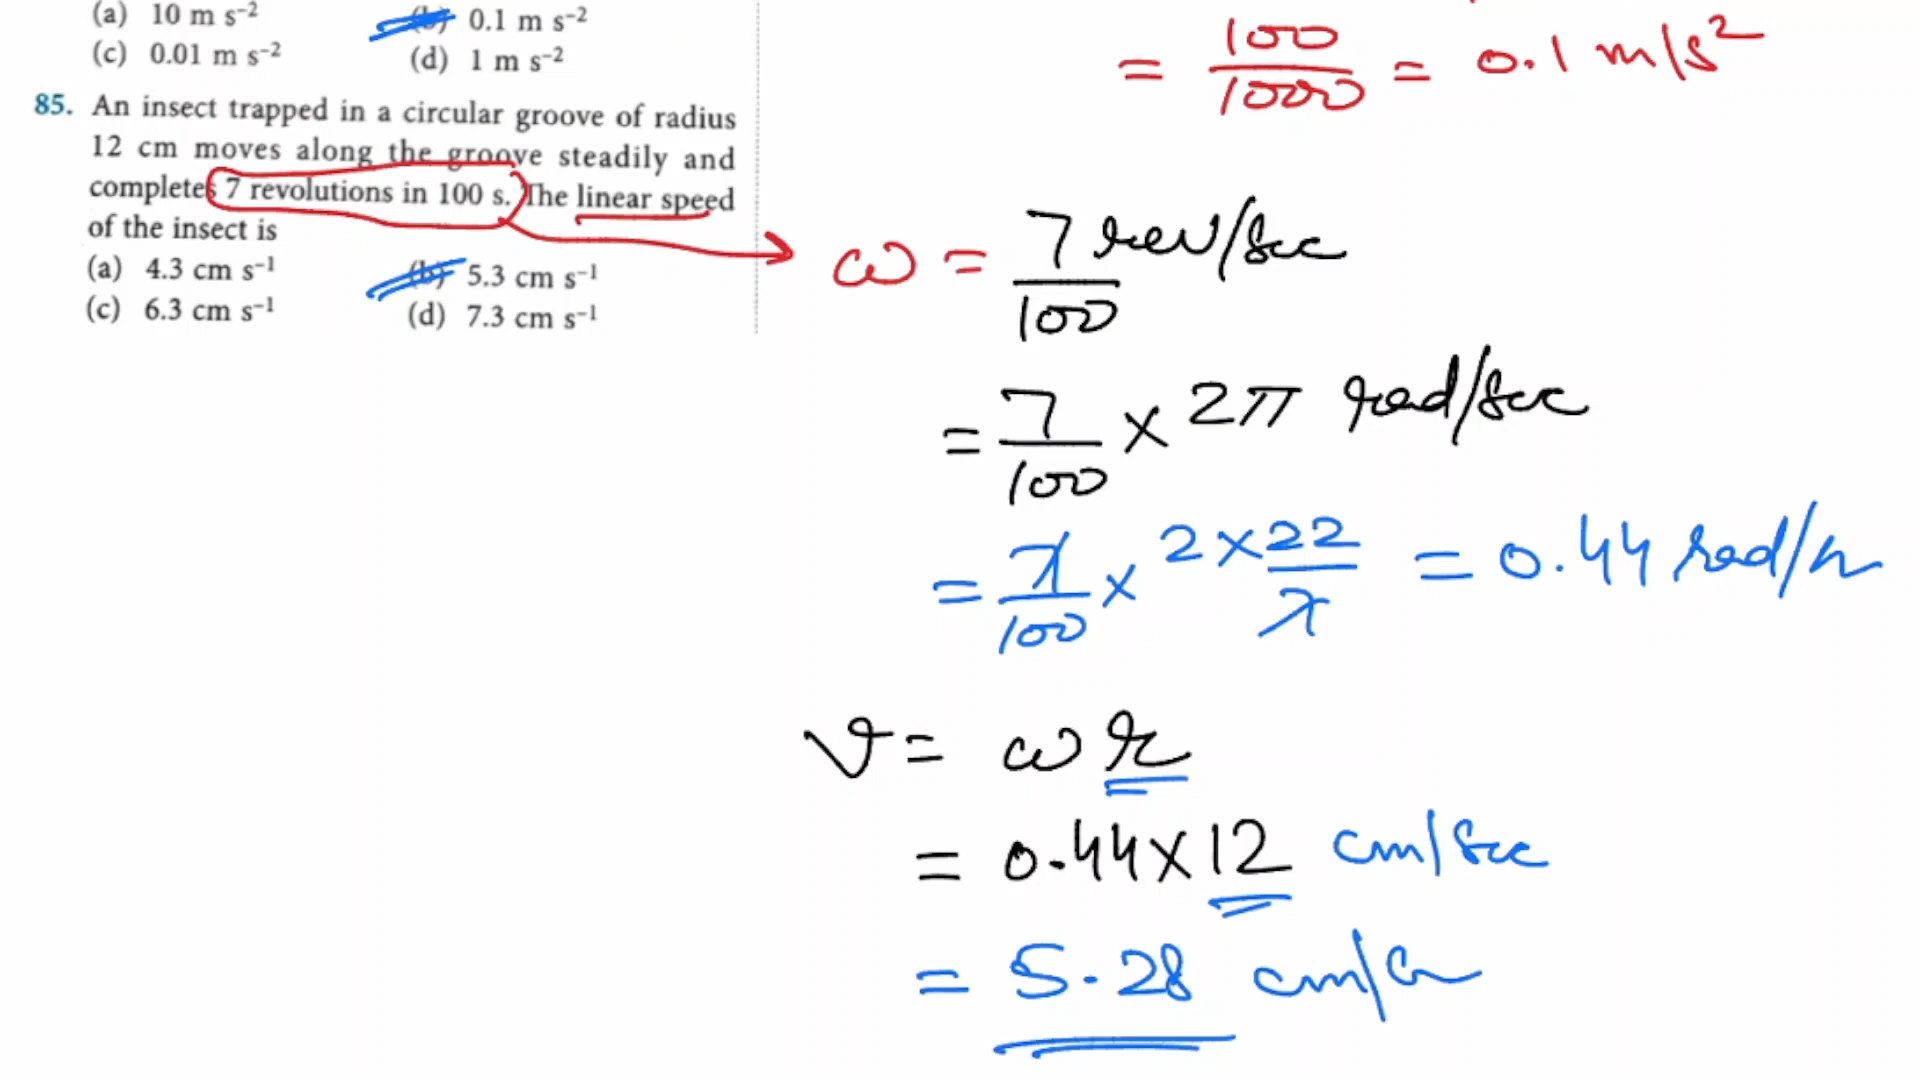 (a) 10 m s⁻² (b) 0.1 m s⁻²
(c) 0.01 m s⁻² (d) 1 m s⁻²
85. An insect trapped in a circular groove of radius
12 cm moves along the groove steadily and
completes 7 revolutions in 100 s. The linear speed
of the insect is
(a) 4.3 cm s⁻¹ (b) 5.3 cm s⁻¹
(c) 6.3 cm s⁻¹ (d) 7.3 cm s⁻¹
= 100/1000 = 0.1 m/s²
ω = 7/100 rev/sec
= 7/100 × 2π rad/sec
= 7/100 × 2 × 22/7 = 0.44 rad/s
v = ωr
= 0.44 × 12 cm/sec
= 5.28 cm/s